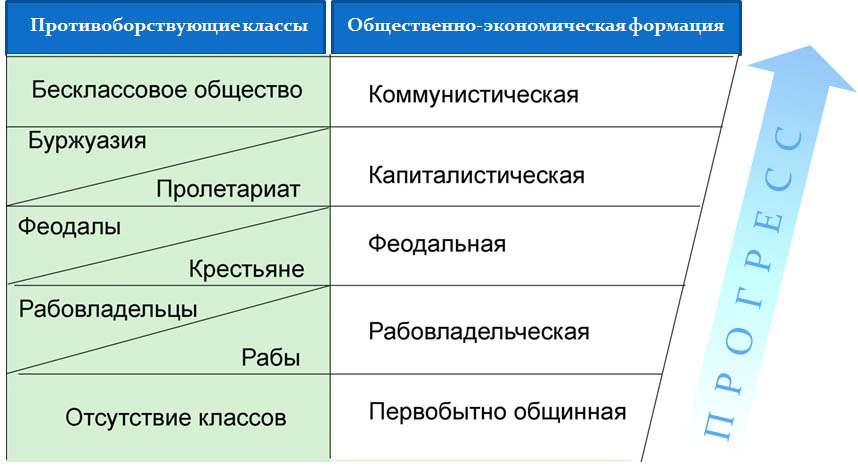 Противоборствующие классы
Общественно-экономическая формация
Бесклассовое общество
Коммунистическая
Буржуазия
Пролетариат
Капиталистическая
Феодалы
Крестьяне
Феодальная
Рабовладельцы
Рабы
Рабовладельческая
Отсутствие классов
Первобытно общинная
ПРОГРЕСС